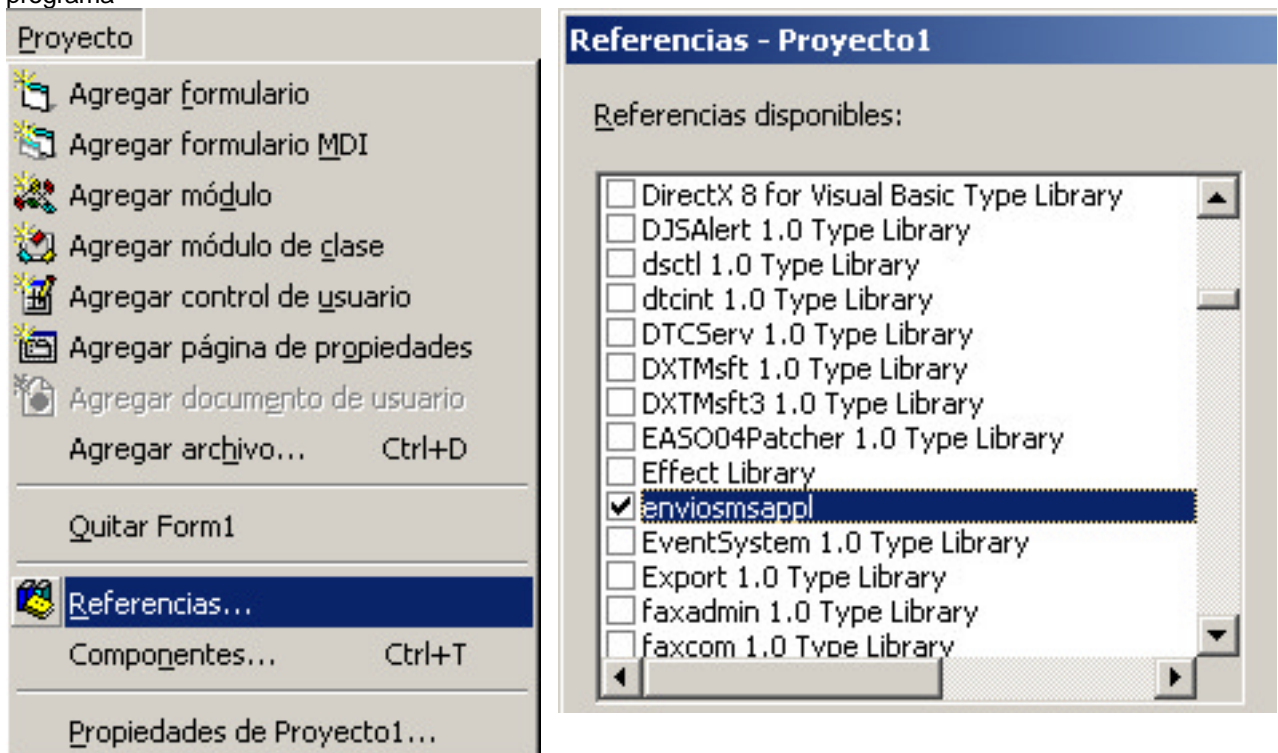 programa
Proyecto
Agregar formulario
Agregar formulario MDI
Agregar módulo
Agregar módulo de clase
Agregar control de usuario
Agregar página de propiedades
Agregar documento de usuario
Agregar archivo... Ctrl+D
Quitar Form1
Referencias...
Componentes... Ctrl+T
Propiedades de Proyecto1...
Referencias - Proyecto1
Referencias disponibles:
DirectX 8 for Visual Basic Type Library
DJSAlert 1.0 Type Library
dsctl 1.0 Type Library
dtcint 1.0 Type Library
DTCServ 1.0 Type Library
DXTMsft 1.0 Type Library
DXTMsft3 1.0 Type Library
EASO04Patcher 1.0 Type Library
Effect Library
enviosmsappl
EventSystem 1.0 Type Library
Export 1.0 Type Library
faxadmin 1.0 Type Library
faxcom 1.0 Type Library